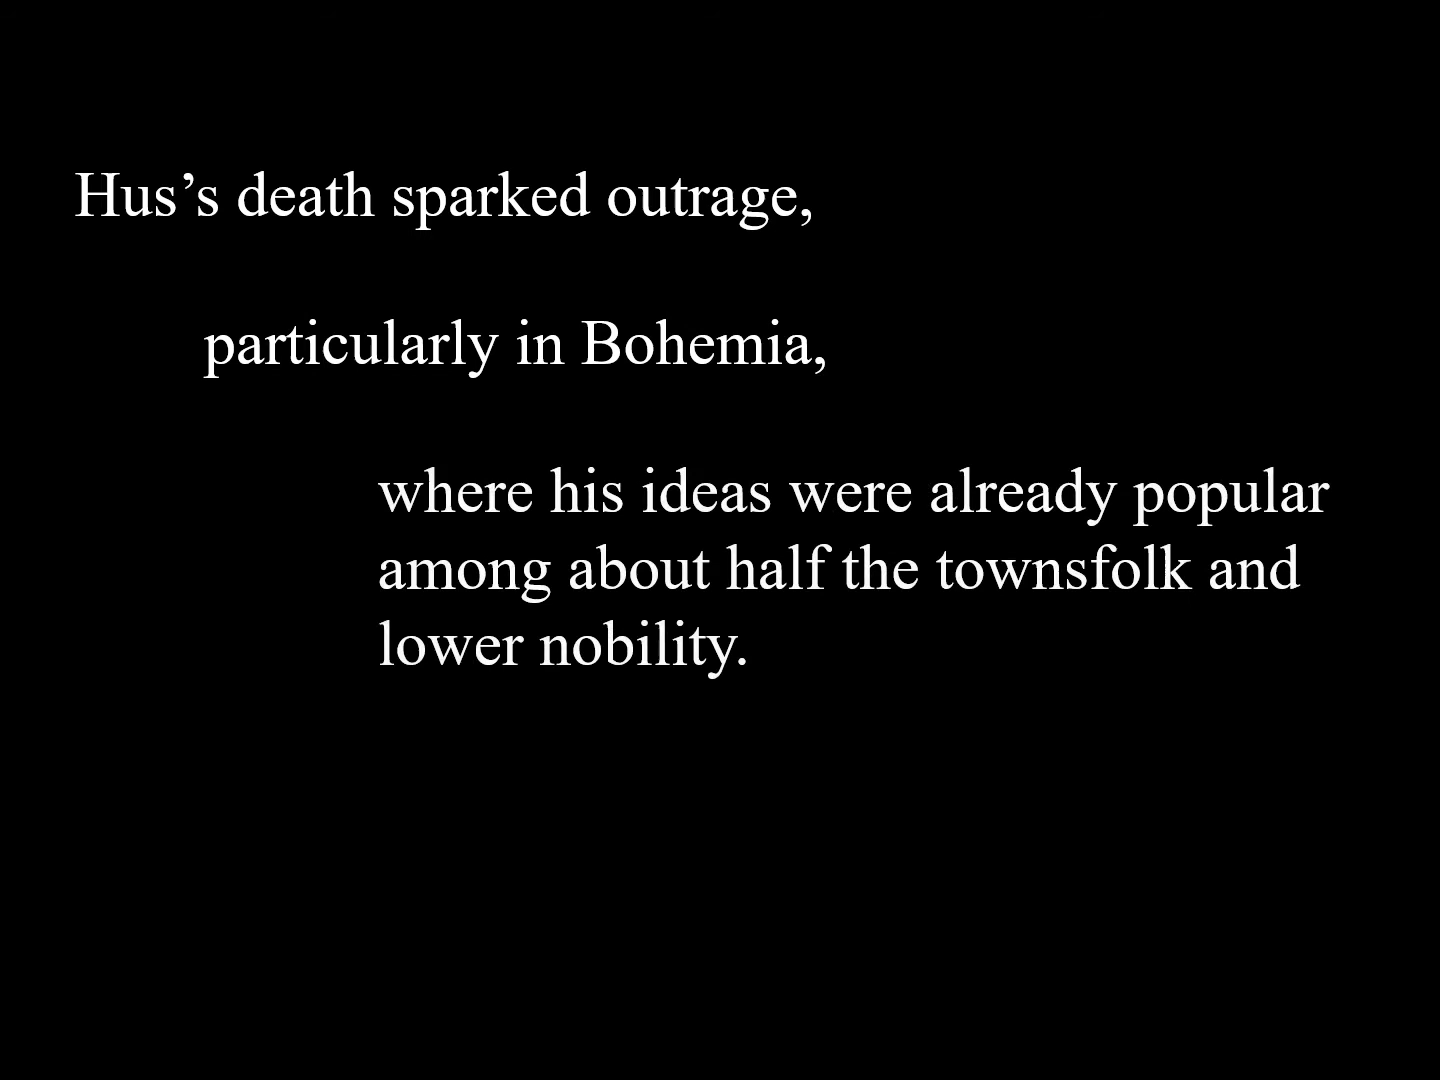 Hus’s death sparked outrage,
particularly in Bohemia,
where his ideas were already popular
among about half the townsfolk and
lower nobility.